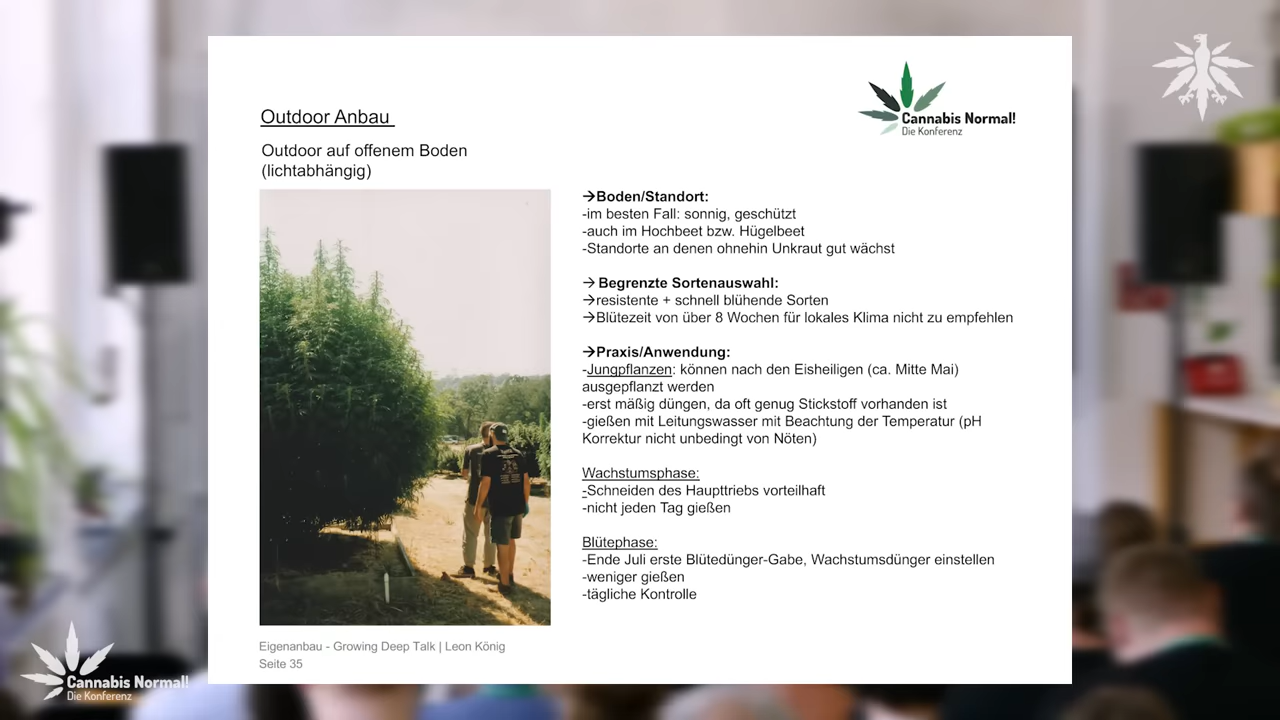 Outdoor Anbau
Outdoor auf offenem Boden
(lichtabhängig)
Cannabis Normal!
Die Konferenz
→Boden/Standort:
-im besten Fall: sonnig, geschützt
-auch im Hochbeet bzw. Hügelbeet
-Standorte an denen ohnehin Unkraut gut wächst
→Begrenzte Sortenauswahl:
→resistente + schnell blühende Sorten
→Blütezeit von über 8 Wochen für lokales Klima nicht zu empfehlen
→Praxis/Anwendung:
-Jungpflanzen: können nach den Eisheiligen (ca. Mitte Mai)
ausgepflanzt werden
-erst mäßig düngen, da oft genug Stickstoff vorhanden ist
-gießen mit Leitungswasser mit Beachtung der Temperatur (pH
Korrektur nicht unbedingt von Nöten)
Wachstumsphase:
-Schneiden des Haupttriebs vorteilhaft
-nicht jeden Tag gießen
Blütephase:
-Ende Juli erste Blütedünger-Gabe, Wachstumsdünger einstellen
-weniger gießen
-tägliche Kontrolle
Eigenanbau - Growing Deep Talk | Leon König
Seite 35
Cannabis Normal!
Die Konferenz